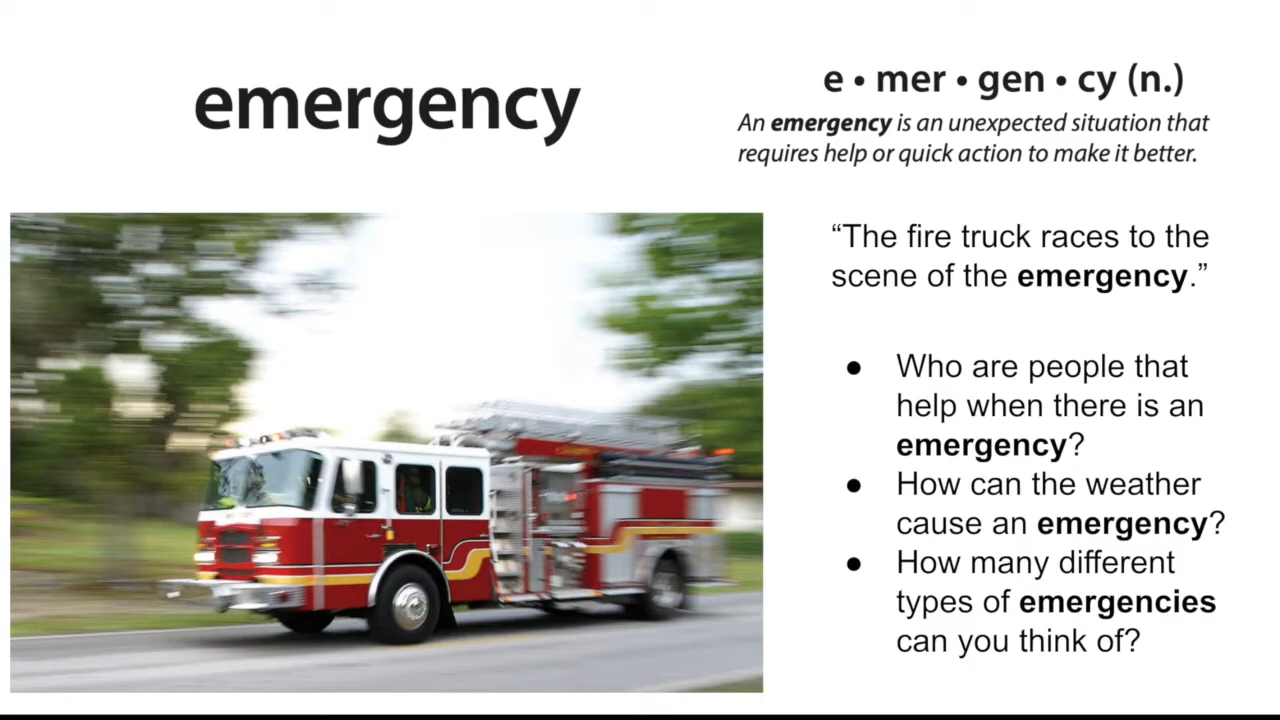 emergency
e • mer • gen • cy (n.)
An emergency is an unexpected situation that
requires help or quick action to make it better.
“The fire truck races to the
scene of the emergency.”
● Who are people that
help when there is an
emergency?
● How can the weather
cause an emergency?
● How many different
types of emergencies
can you think of?